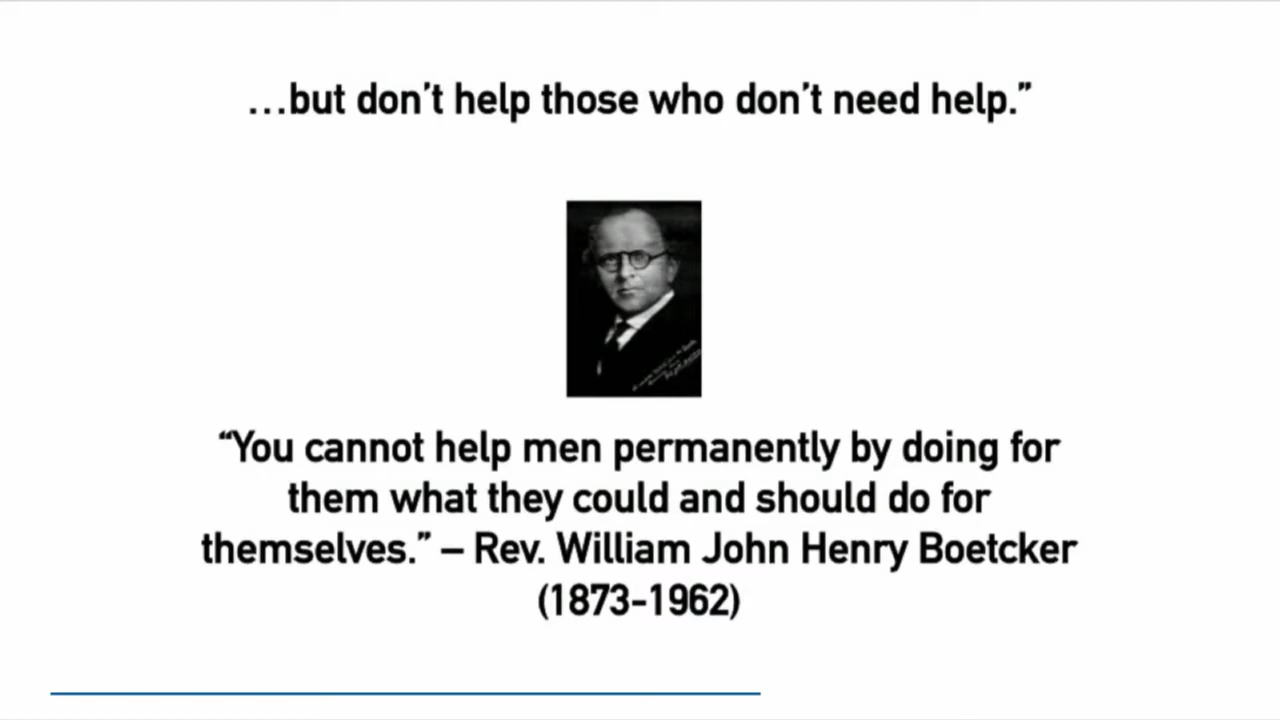 …but don’t help those who don’t need help.”
“You cannot help men permanently by doing for
them what they could and should do for
themselves.” – Rev. William John Henry Boetcker
(1873-1962)